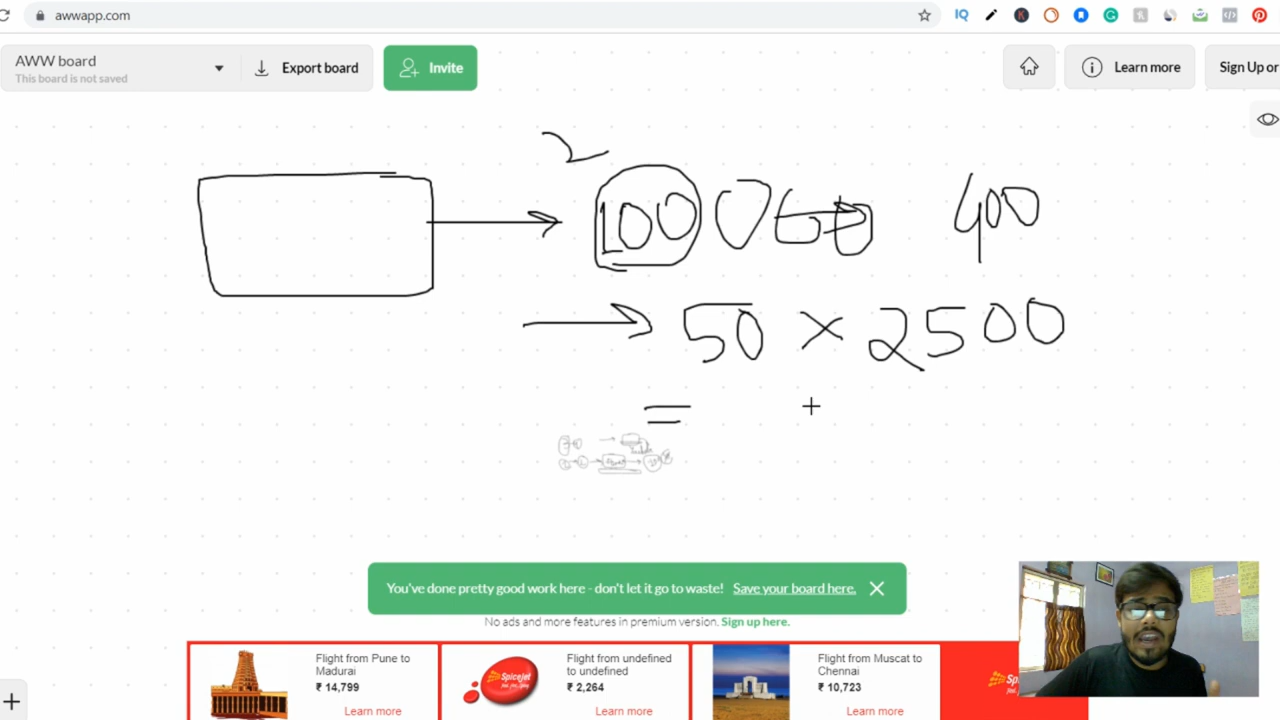 awwapp.com
IQ
K
AWW board
This board is not saved
Export board
Invite
Learn more
Sign Up or
2
100 400
50 × 2500
=
You've done pretty good work here - don't let it go to waste! Save your board here.
No ads and more features in premium version. Sign up here.
Flight from Pune to Madurai
₹ 14,799
Learn more
SpiceJet
Flight from undefined to undefined
₹ 2,264
Learn more
Flight from Muscat to Chennai
₹ 10,723
Learn more